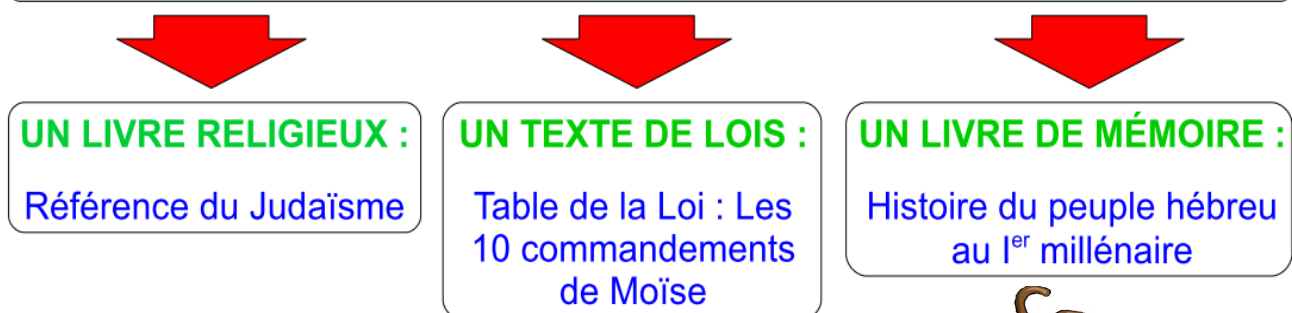 UN LIVRE RELIGIEUX :
Référence du Judaïsme
UN TEXTE DE LOIS :
Table de la Loi : Les
10 commandements
de Moïse
UN LIVRE DE MÉMOIRE :
Histoire du peuple hébreu
au Ier millénaire